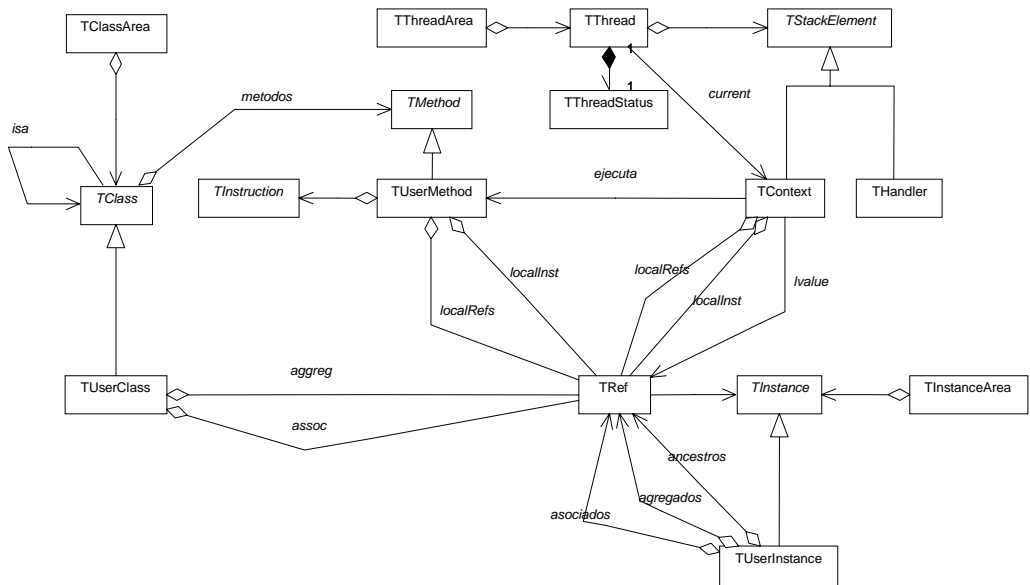 TClassArea
TThreadArea
TThread
TStackElement
1
1
TThreadStatus
current
metodos
TMethod
isa
TClass
TInstruction
TUserMethod
ejecuta
TContext
THandler
localInst
localRefs
localRefs
localInst
lvalue
TUserClass
aggreg
assoc
TRef
TInstance
TInstanceArea
ancestros
agregados
asociados
TUserInstance